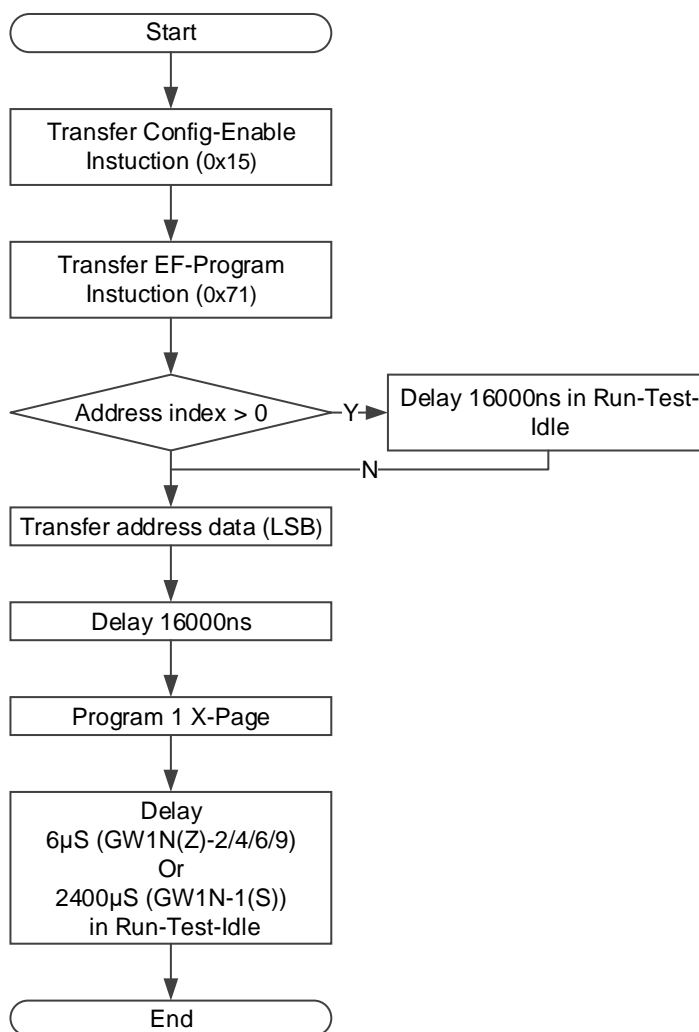 Start
Transfer Config-Enable
Instuction (0x15)
Transfer EF-Program
Instuction (0x71)
Address index > 0
Y
Delay 16000ns in Run-Test-
Idle
N
Transfer address data (LSB)
Delay 16000ns
Program 1 X-Page
Delay
6μS (GW1N(Z)-2/4/6/9)
Or
2400μS (GW1N-1(S))
in Run-Test-Idle
End